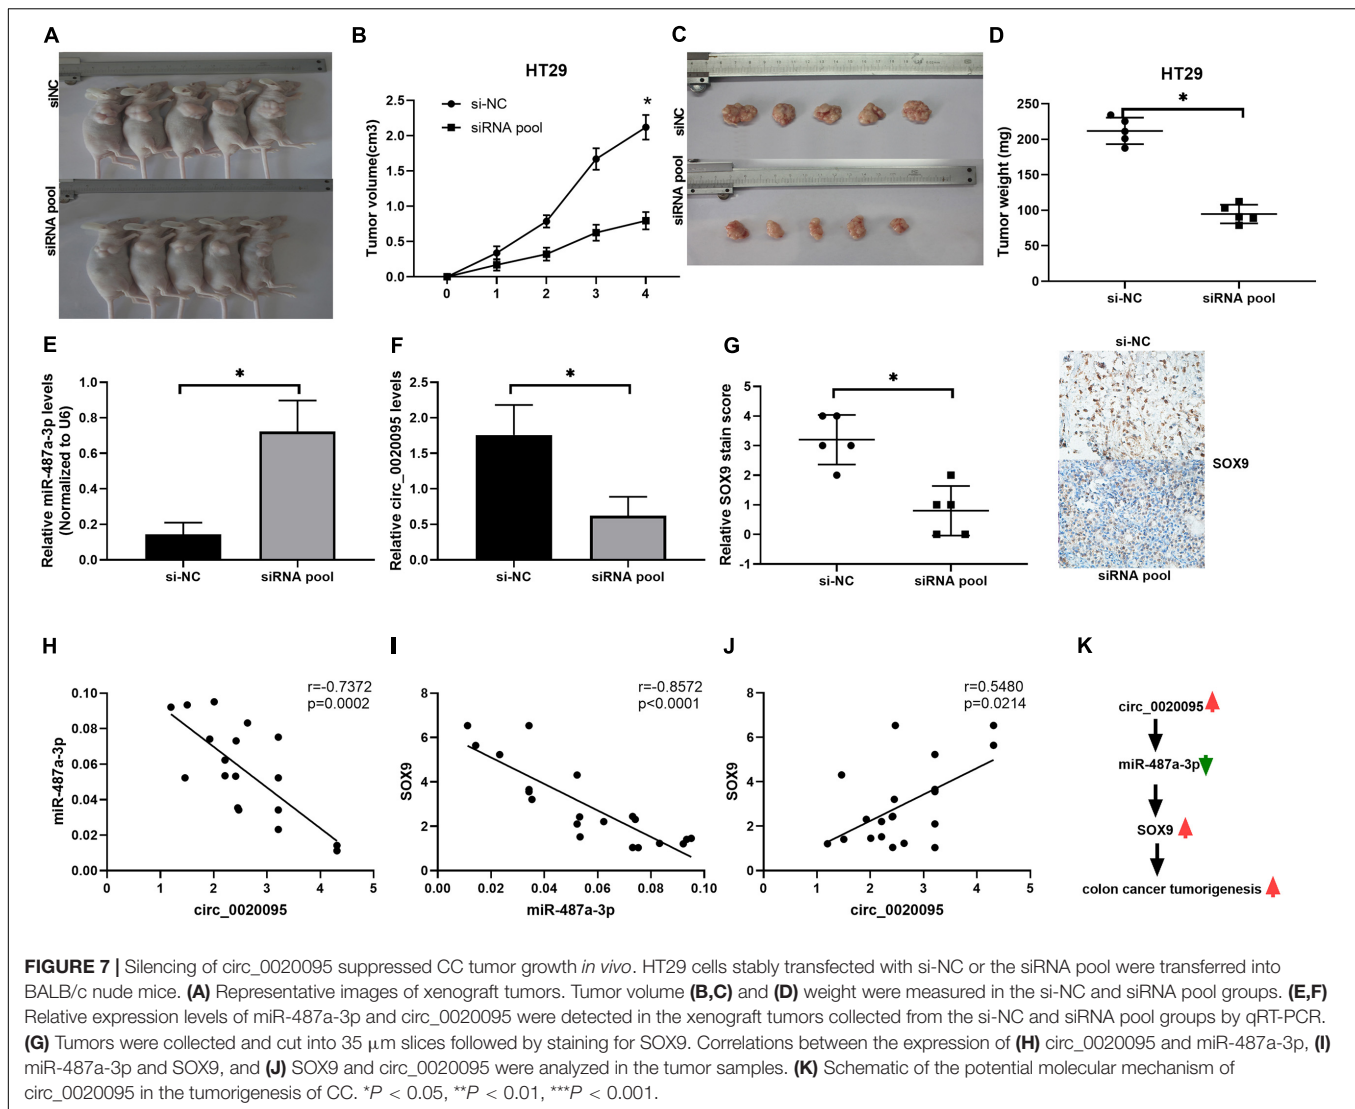 A
siNC
siRNA pool
B
HT29
si-NC
siRNA pool
*
Tumor volume(cm3)
2.5
2.0
1.5
1.0
0.5
0.0
0 1 2 3 4
C
siNC
siRNA pool
D
HT29
*
Tumor weight (mg)
250
200
150
100
50
0
si-NC siRNA pool
E
*
Relative miR-487a-3p levels
(Normalized to U6)
1.0
0.8
0.6
0.4
0.2
0.0
si-NC siRNA pool
F
*
Relative circ_0020095 levels
2.5
2.0
1.5
1.0
0.5
0.0
si-NC siRNA pool
G
*
Relative SOX9 stain score
5
4
3
2
1
0
-1
si-NC siRNA pool
si-NC
SOX9
siRNA pool
H
r=-0.7372
p=0.0002
miR-487a-3p
0.10
0.08
0.06
0.04
0.02
0.00
0 1 2 3 4 5
circ_0020095
I
r=-0.8572
p<0.0001
SOX9
8
6
4
2
0
0.00 0.02 0.04 0.06 0.08 0.10
miR-487a-3p
J
r=0.5480
p=0.0214
SOX9
8
6
4
2
0
0 1 2 3 4 5
circ_0020095
K
circ_0020095
miR-487a-3p
SOX9
colon cancer tumorigenesis
FIGURE 7 | Silencing of circ_0020095 suppressed CC tumor growth in vivo. HT29 cells stably transfected with si-NC or the siRNA pool were transferred into
BALB/c nude mice. (A) Representative images of xenograft tumors. Tumor volume (B,C) and (D) weight were measured in the si-NC and siRNA pool groups. (E,F)
Relative expression levels of miR-487a-3p and circ_0020095 were detected in the xenograft tumors collected from the si-NC and siRNA pool groups by qRT-PCR.
(G) Tumors were collected and cut into 35 μm slices followed by staining for SOX9. Correlations between the expression of (H) circ_0020095 and miR-487a-3p, (I)
miR-487a-3p and SOX9, and (J) SOX9 and circ_0020095 were analyzed in the tumor samples. (K) Schematic of the potential molecular mechanism of
circ_0020095 in the tumorigenesis of CC. *P < 0.05, **P < 0.01, ***P < 0.001.